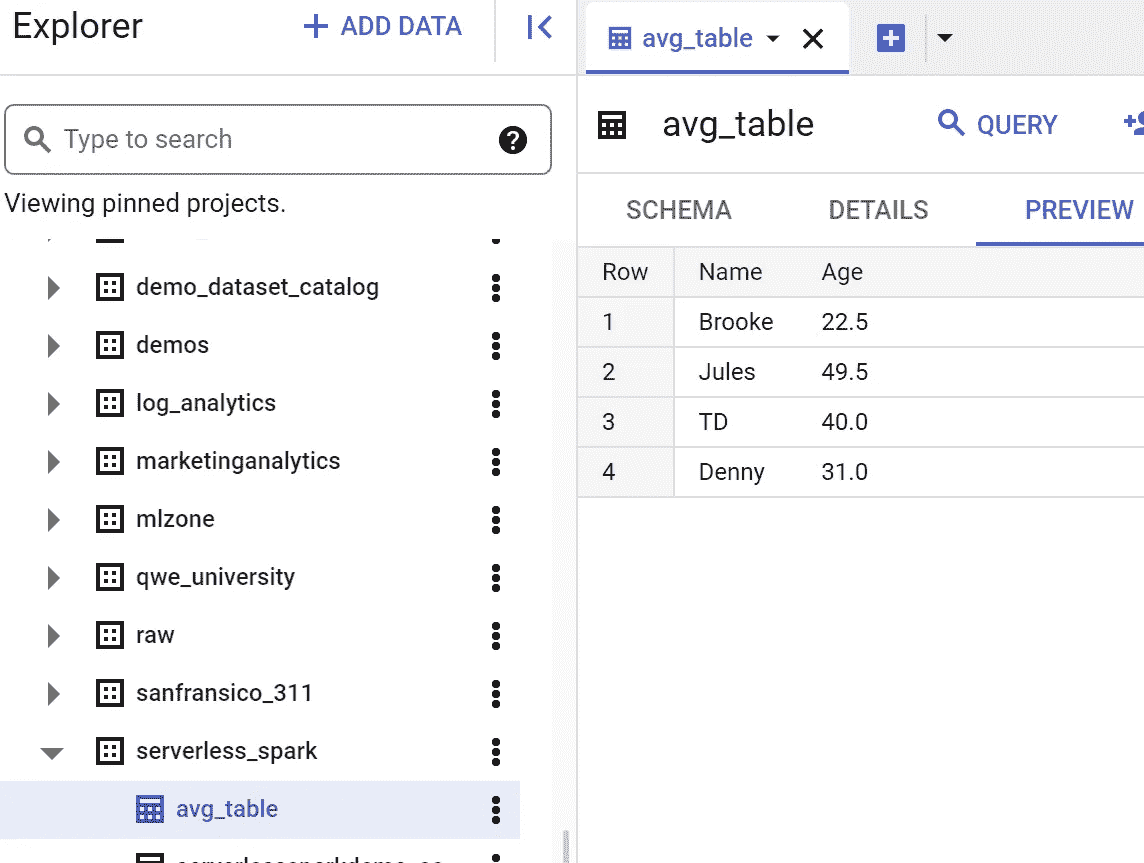 Explorer
ADD DATA
Type to search
Viewing pinned projects.
demo_dataset_catalog
demos
log_analytics
marketinganalytics
mlzone
qwe_university
raw
sanfransico_311
serverless_spark
avg_table
avg_table
avg_table
QUERY
SCHEMA DETAILS PREVIEW
Row Name Age
1 Brooke 22.5
2 Jules 49.5
3 TD 40.0
4 Denny 31.0